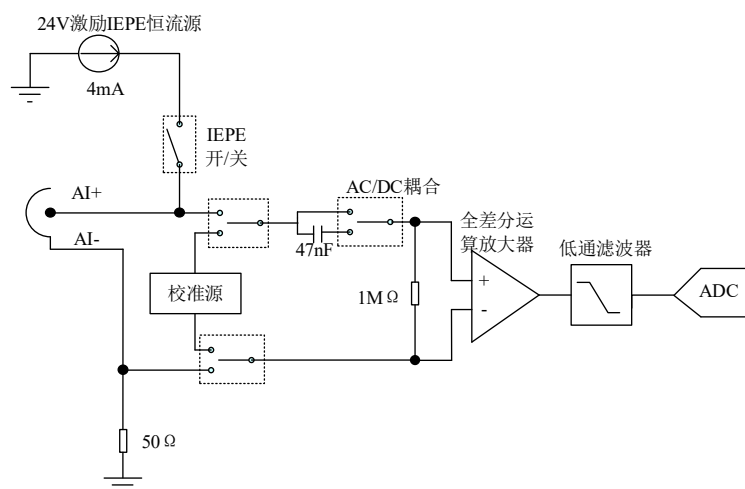 24V激励IEPE恒流源
4mA
IEPE
开/关
AI+
AC/DC耦合
全差分运
算放大器
AI-
47nF
低通滤波器
校准源
1MΩ
+
-
ADC
50Ω